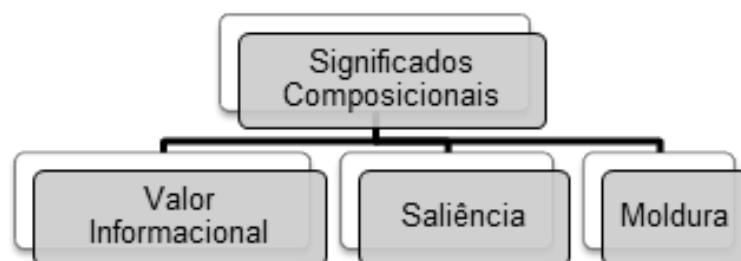 Significados
Composicionais
Valor
Informacional
Saliência
Moldura